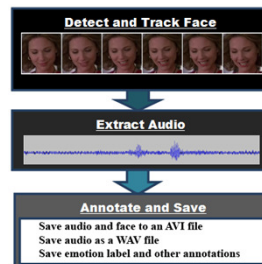 Detect and Track Face
Extract Audio
Annotate and Save
Save audio and face to an AVI file
Save audio as a WAV file
Save emotion label and other annotations